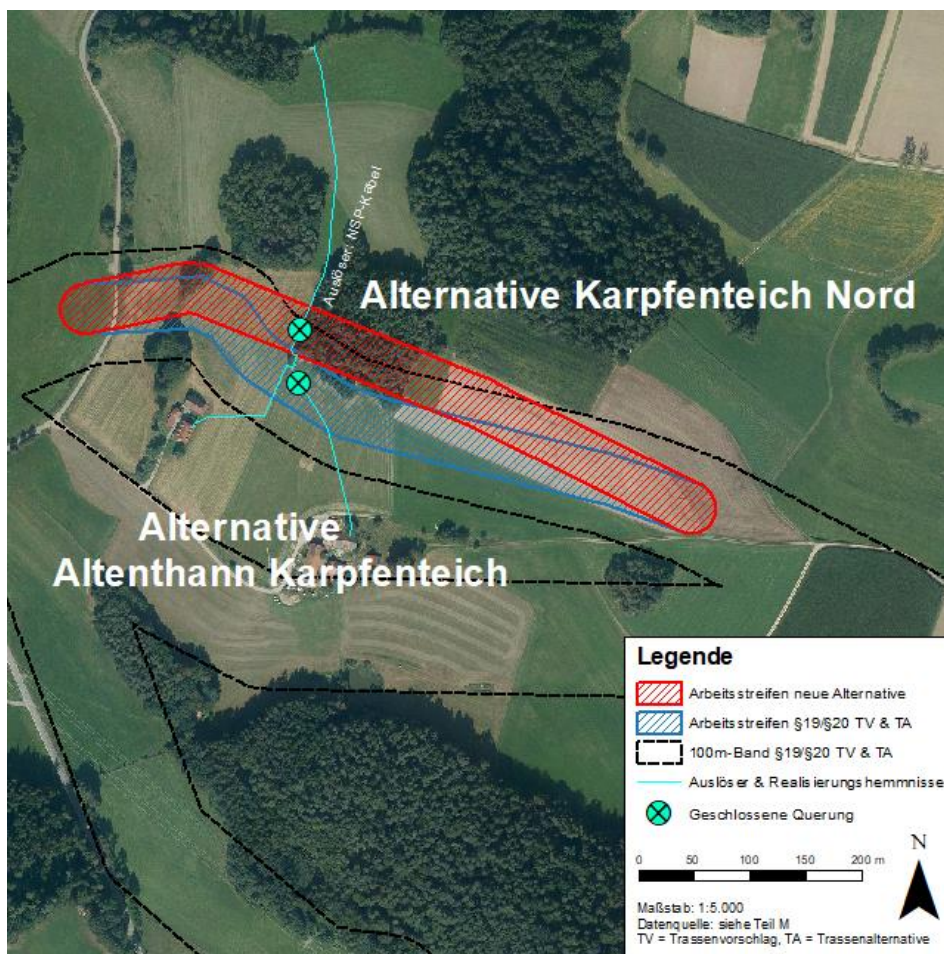 Auslöser: NSP-Kabel
Alternative Karpfenteich Nord
Alternative
Altenthann Karpfenteich
Legende
Arbeitsstreifen neue Alternative
Arbeitsstreifen §19/§20 TV & TA
100m-Band §19/§20 TV & TA
Auslöser & Realisierungshemmnisse
Geschlossene Querung
N
0 50 100 150 200 m
Maßstab: 1:5.000
Datenquelle: siehe Teil M
TV = Trassenvorschlag, TA = Trassenalternative